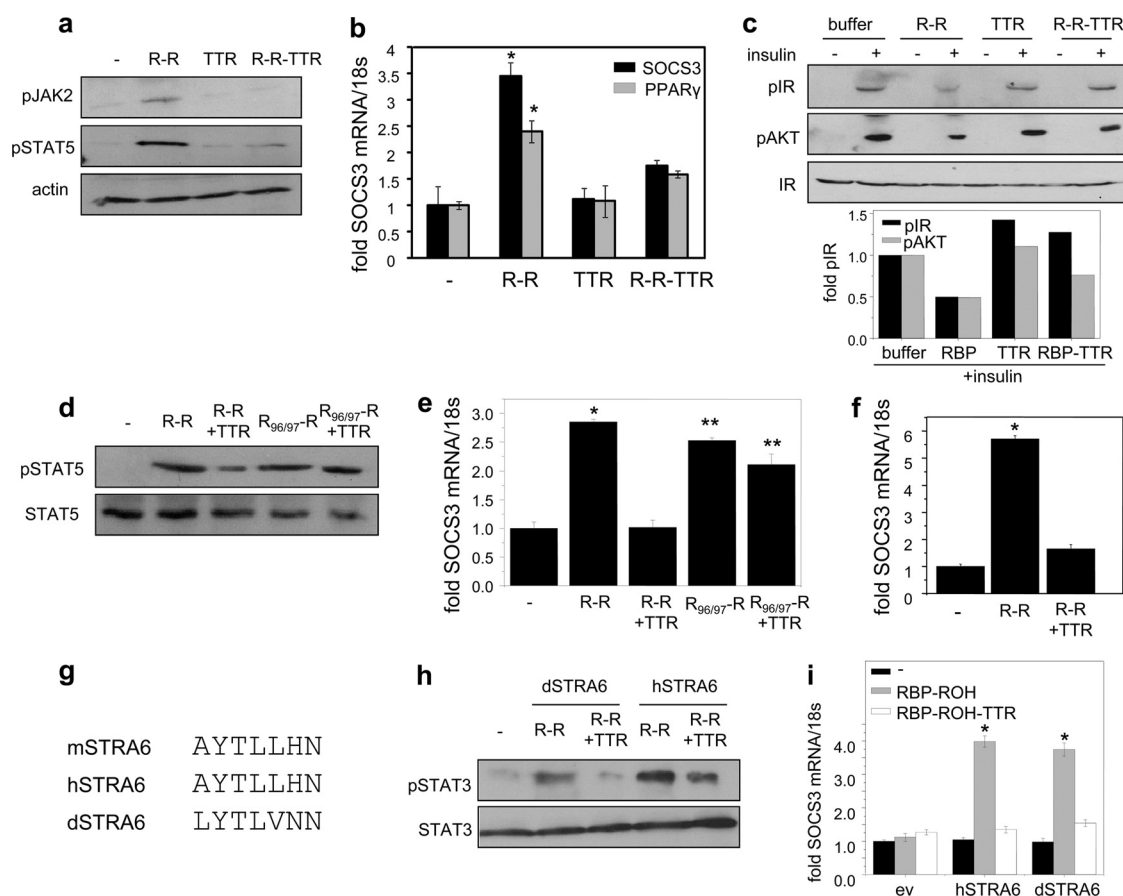 a
- R-R TTR R-R-TTR
pJAK2
pSTAT5
actin
b
fold SOCS3 mRNA/18s
4
3.5
3
2.5
2
1.5
1
0
SOCS3
PPARγ
*
*
- R-R TTR R-R-TTR
c
buffer R-R TTR R-R-TTR
insulin - + - + - + - +
pIR
pAKT
IR
fold pIR
1.5
1.0
0.5
0.0
pIR
pAKT
buffer RBP TTR RBP-TTR
+insulin
d
- R-R R-R +TTR R96/97-R R96/97-R +TTR
pSTAT5
STAT5
e
fold SOCS3 mRNA/18s
3.0
2.5
2.0
1.5
1.0
0.5
0.0
*
**
**
- R-R R-R +TTR R96/97-R R96/97-R +TTR
f
fold SOCS3 mRNA/18s
6
5
4
3
2
1
0
*
- R-R R-R +TTR
g
mSTRA6 AYTLLHN
hSTRA6 AYTLLHN
dSTRA6 LYTLVNN
h
dSTRA6 hSTRA6
- R-R R-R +TTR R-R R-R +TTR
pSTAT3
STAT3
i
fold SOCS3 mRNA/18s
4.0
2.0
1.0
0.0
-
RBP-ROH
RBP-ROH-TTR
*
*
ev hSTRA6 dSTRA6